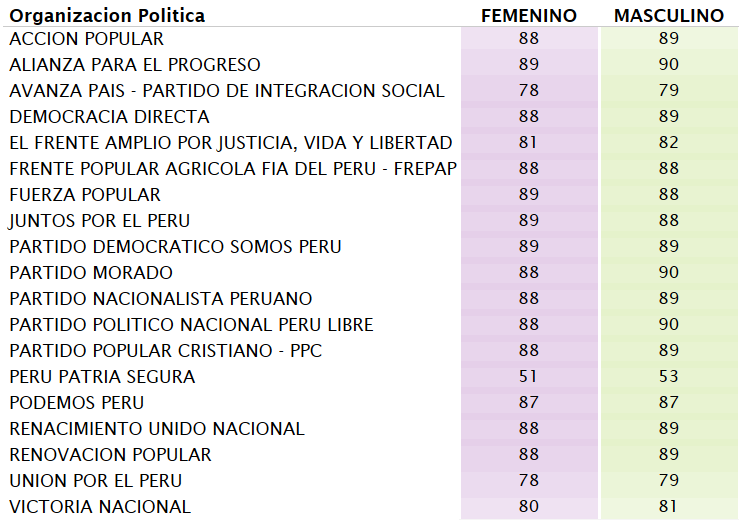 Organizacion Politica FEMENINO MASCULINO
ACCION POPULAR 88 89
ALIANZA PARA EL PROGRESO 89 90
AVANZA PAIS - PARTIDO DE INTEGRACION SOCIAL 78 79
DEMOCRACIA DIRECTA 88 89
EL FRENTE AMPLIO POR JUSTICIA, VIDA Y LIBERTAD 81 82
FRENTE POPULAR AGRICOLA FIA DEL PERU - FREPAP 88 88
FUERZA POPULAR 89 88
JUNTOS POR EL PERU 89 88
PARTIDO DEMOCRATICO SOMOS PERU 89 89
PARTIDO MORADO 88 90
PARTIDO NACIONALISTA PERUANO 88 89
PARTIDO POLITICO NACIONAL PERU LIBRE 88 90
PARTIDO POPULAR CRISTIANO - PPC 88 89
PERU PATRIA SEGURA 51 53
PODEMOS PERU 87 87
RENACIMIENTO UNIDO NACIONAL 88 89
RENOVACION POPULAR 88 89
UNION POR EL PERU 78 79
VICTORIA NACIONAL 80 81